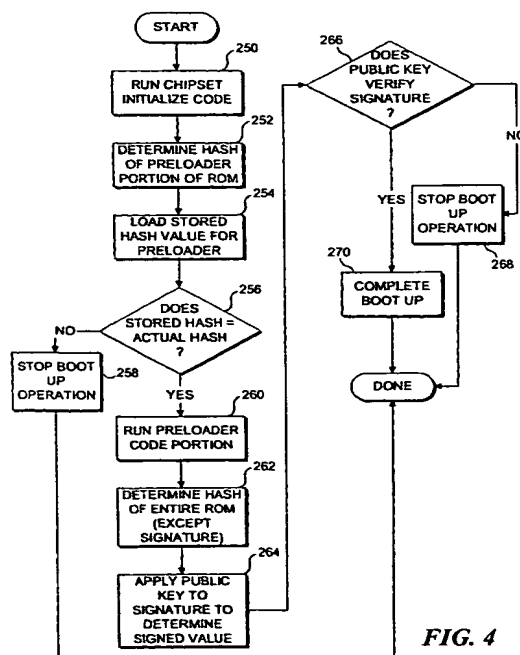 START
250
RUN CHIPSET
INITIALIZE CODE
252
DETERMINE HASH
OF PRELOADER
PORTION OF ROM
254
LOAD STORED
HASH VALUE FOR
PRELOADER
256
DOES
STORED HASH =
ACTUAL HASH
?
NO
STOP BOOT
UP
OPERATION
258
YES
260
RUN PRELOADER
CODE PORTION
262
DETERMINE HASH
OF ENTIRE ROM
(EXCEPT
SIGNATURE)
264
APPLY PUBLIC
KEY TO
SIGNATURE TO
DETERMINE
SIGNED VALUE
266
DOES
PUBLIC KEY
VERIFY
SIGNATURE
?
NO
STOP BOOT
UP
OPERATION
268
YES
270
COMPLETE
BOOT UP
DONE
FIG. 4